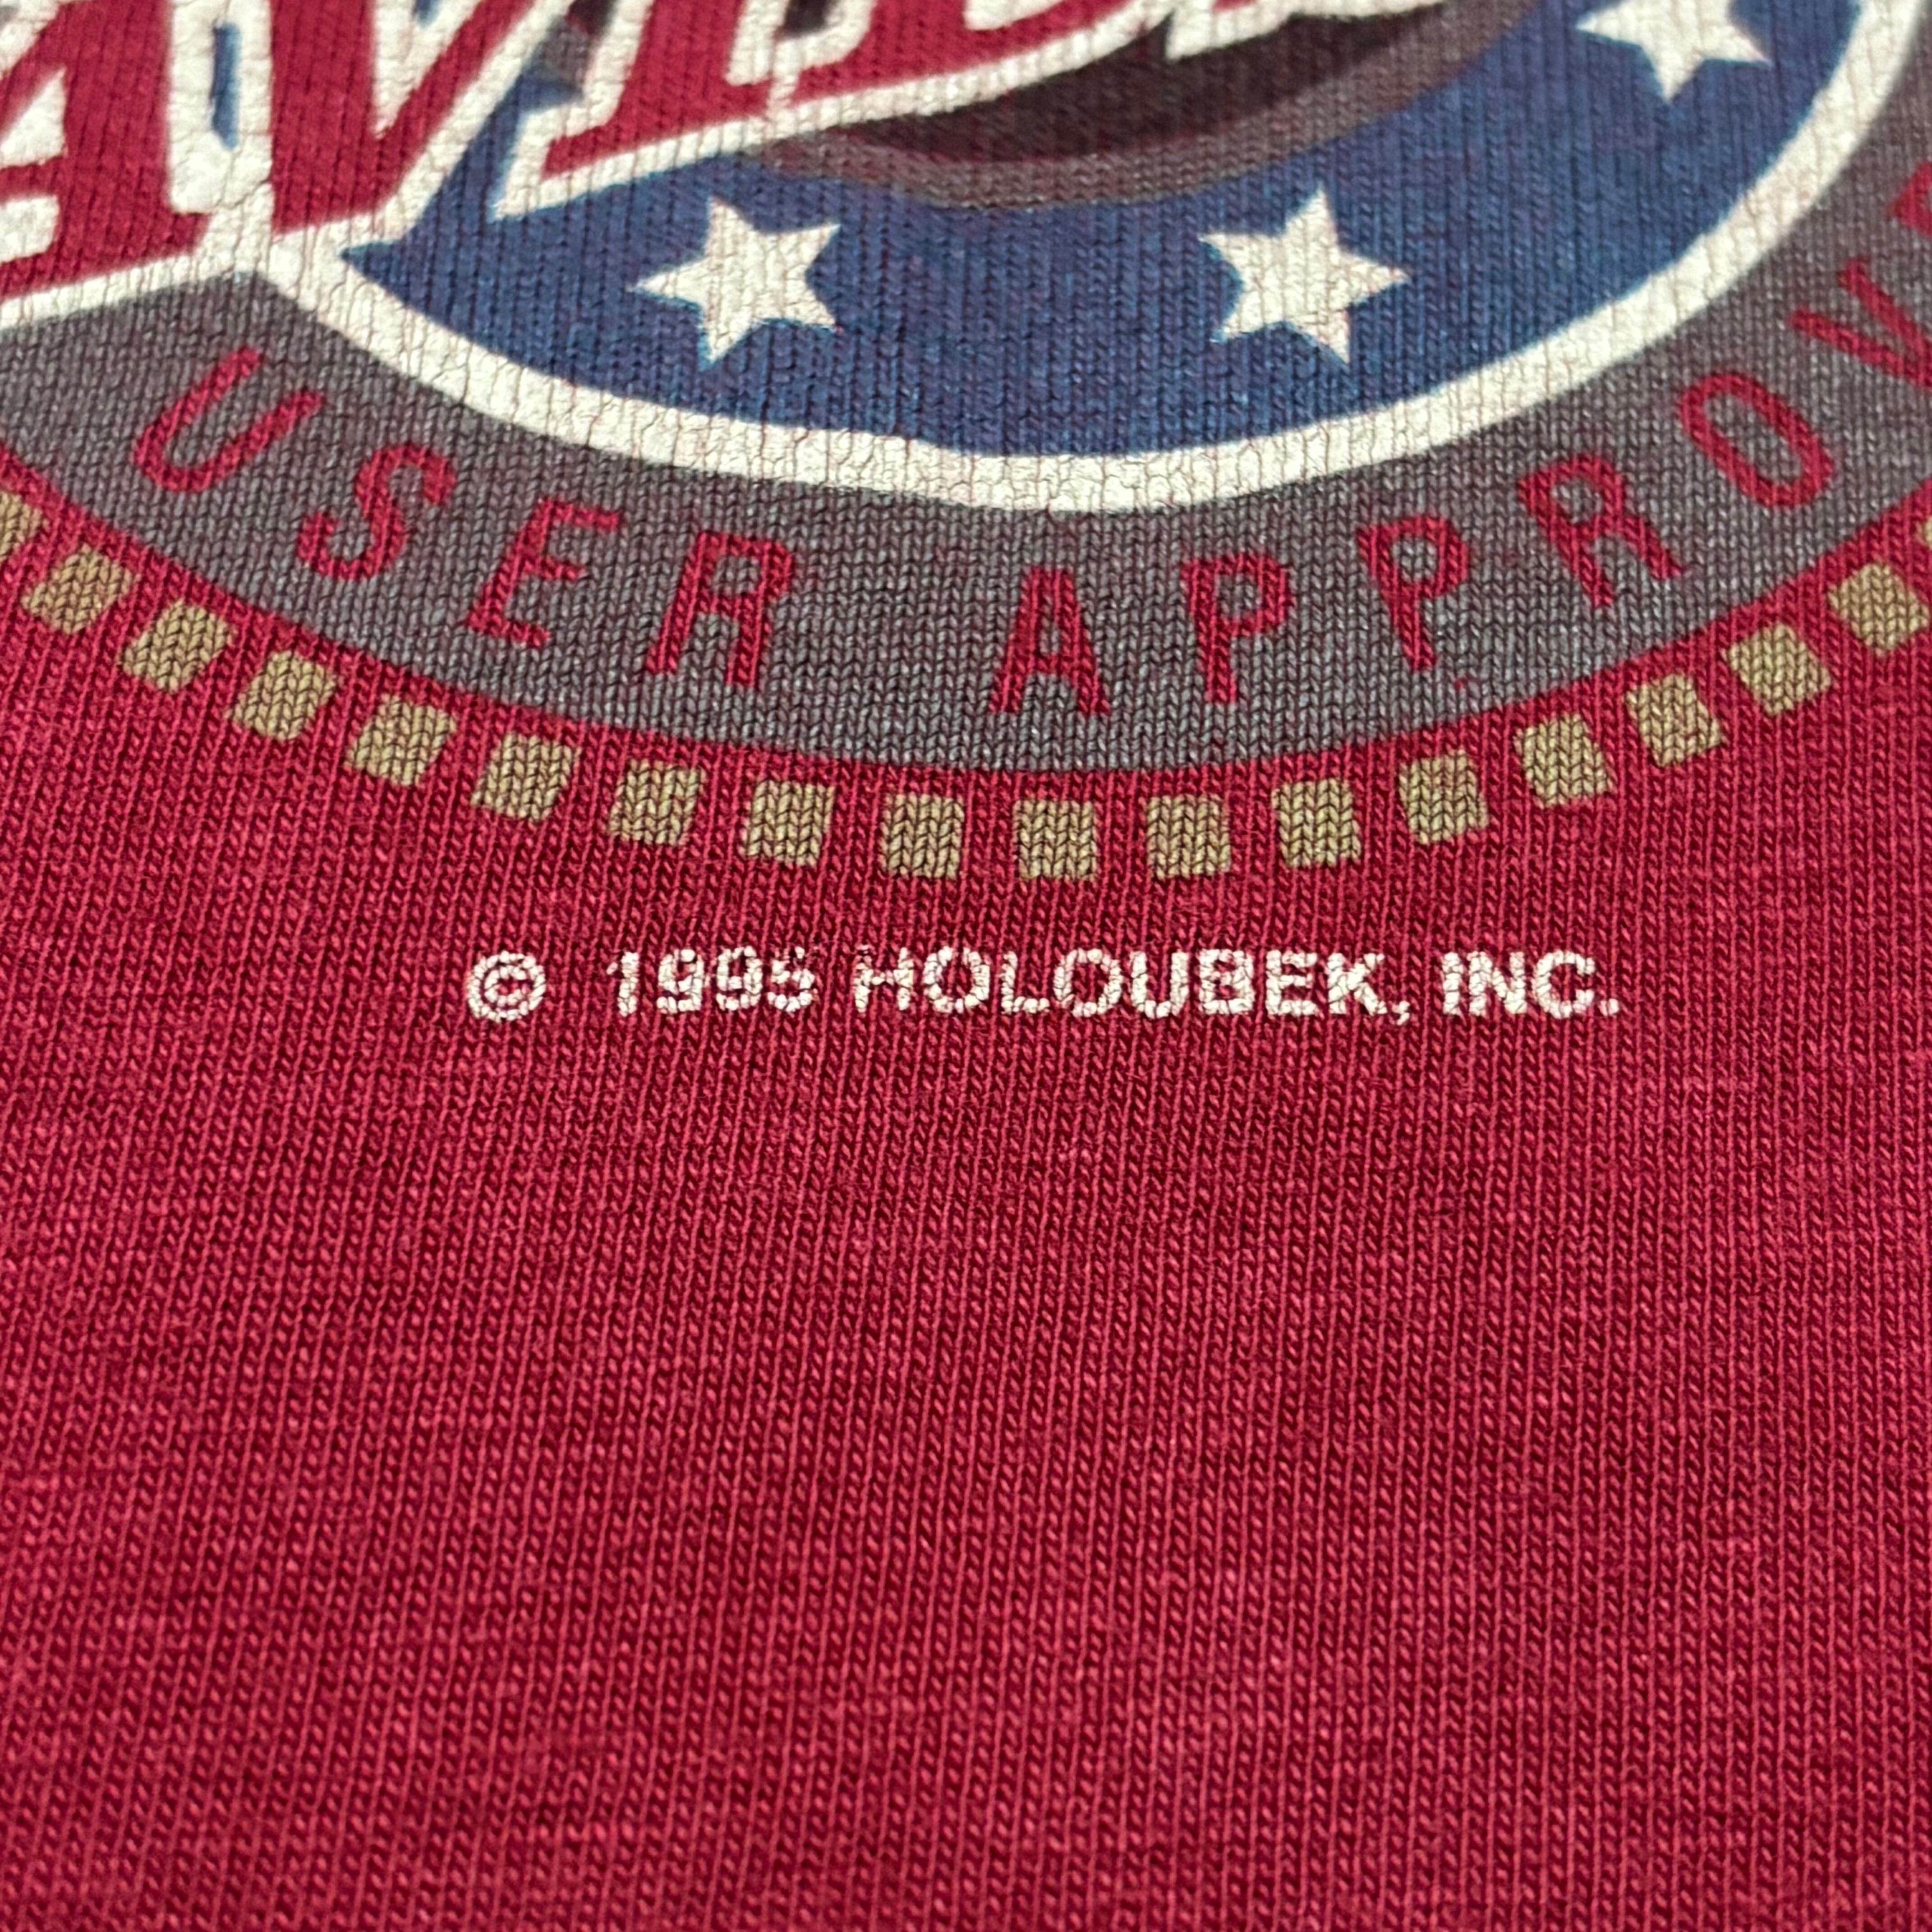 USER APPROV
© 1995 HOLOUBEK, INC.